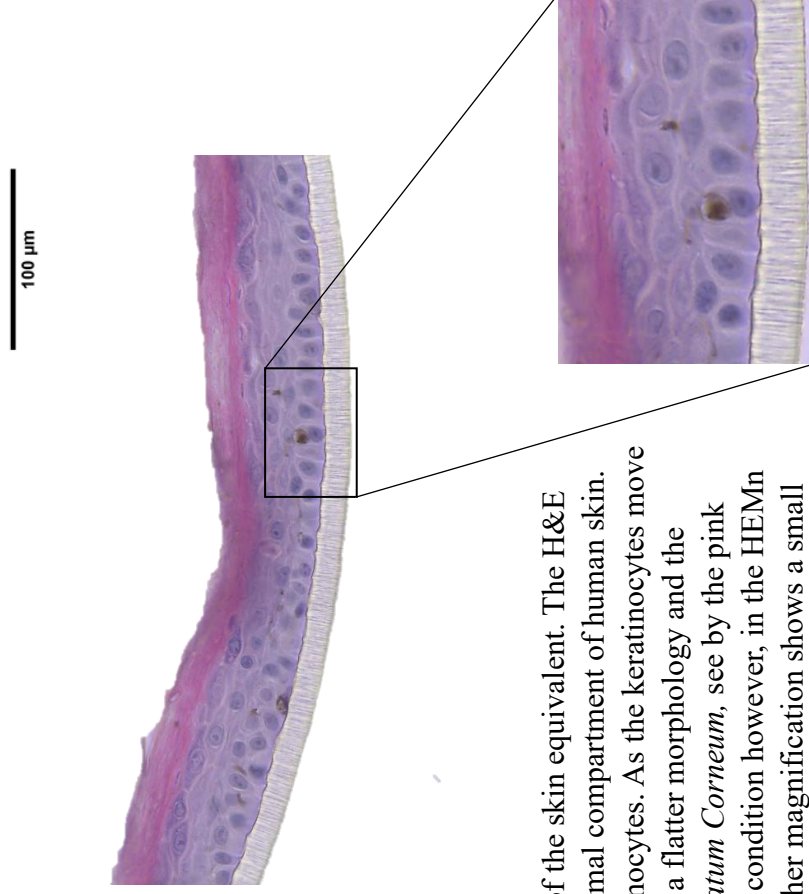 100 µm
of the skin equivalent. The H&E
mal compartment of human skin.
nocytes. As the keratinocytes move
a flatter morphology and the
tum Corneum, see by the pink
condition however, in the HEMn
her magnification shows a small